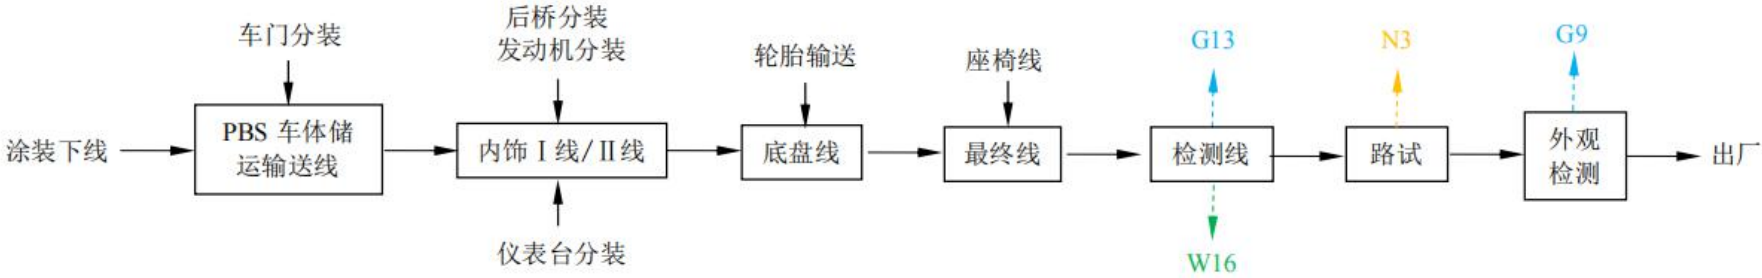 车门分装
后桥分装
发动机分装
轮胎输送
座椅线
G13
N3
G9
涂装下线
PBS 车体储
运输送线
内饰Ⅰ线/Ⅱ线
底盘线
最终线
检测线
路试
外观
检测
出厂
仪表台分装
W16